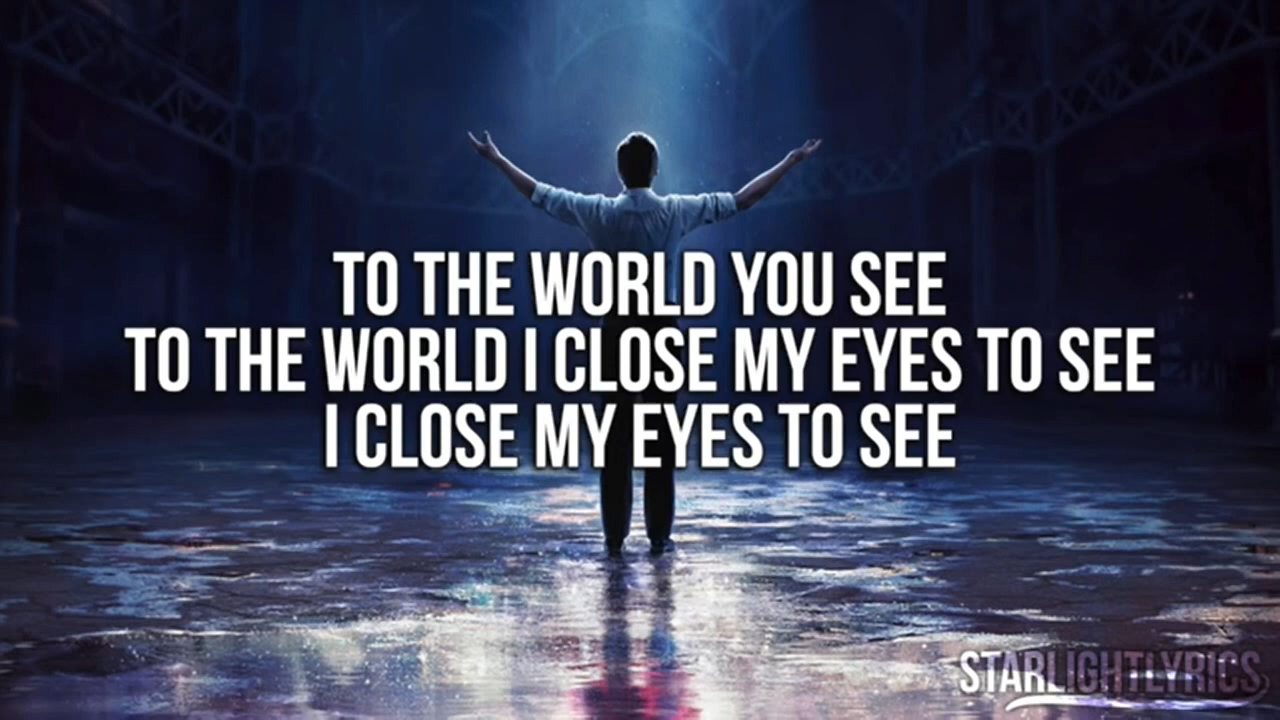 TO THE WORLD YOU SEE
TO THE WORLD I CLOSE MY EYES TO SEE
I CLOSE MY EYES TO SEE
STARLIGHTLYRICS